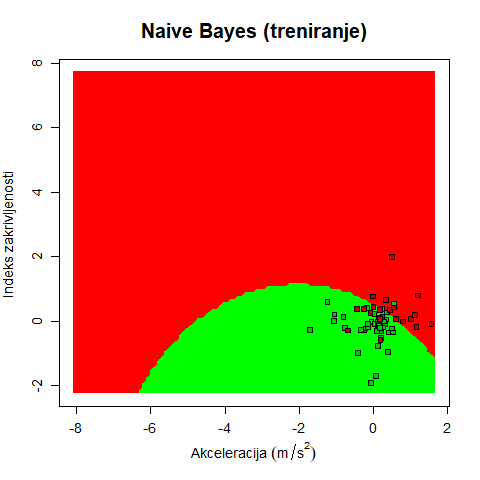 Naive Bayes (treniranje)
8
6
4
2
0
-2
Indeks zakrivljenosti
-8 -6 -4 -2 0 2
Akceleracija (m/s²)